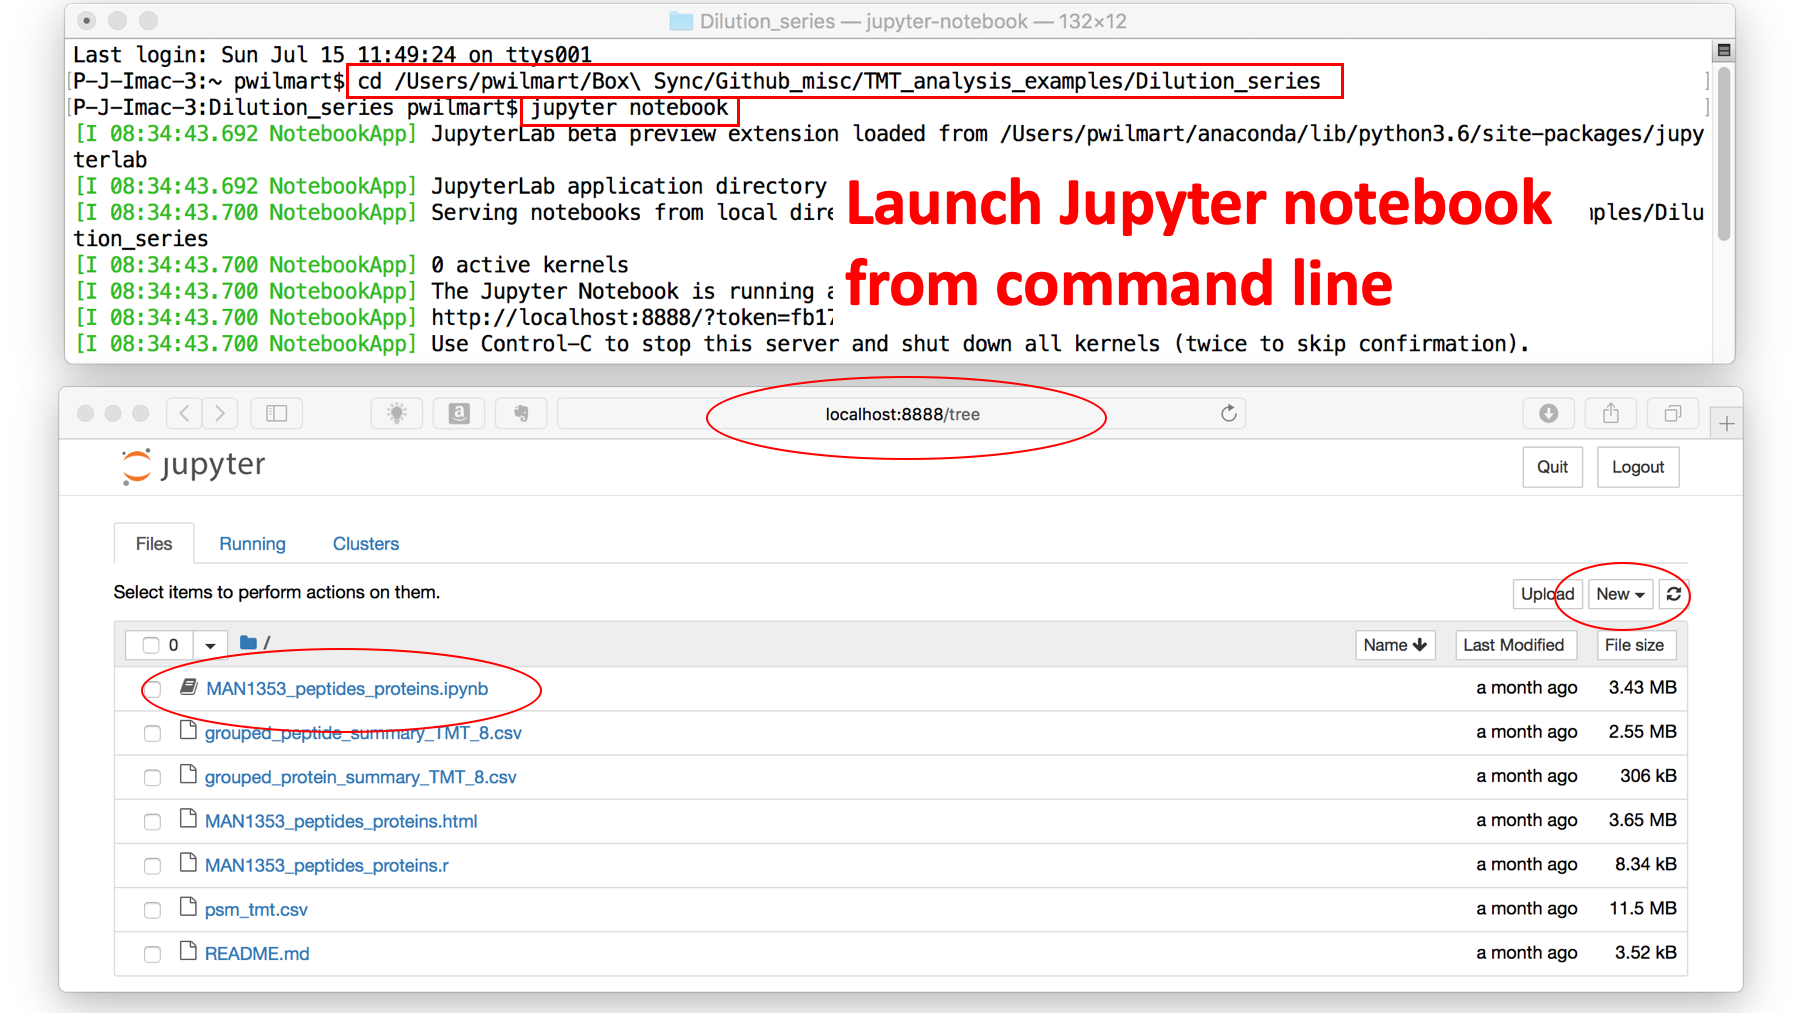 Dilution_series — jupyter-notebook — 132×12
Last login: Sun Jul 15 11:49:24 on ttys001
[P-J-Imac-3:~ pwilmart$ cd /Users/pwilmart/Box\ Sync/Github_misc/TMT_analysis_examples/Dilution_series ]
[P-J-Imac-3:Dilution_series pwilmart$ jupyter notebook ]
[I 08:34:43.692 NotebookApp] JupyterLab beta preview extension loaded from /Users/pwilmart/anaconda/lib/python3.6/site-packages/jupy
terlab
[I 08:34:43.692 NotebookApp] JupyterLab application directory
[I 08:34:43.700 NotebookApp] Serving notebooks from local dire mples/Dilu
tion_series
[I 08:34:43.700 NotebookApp] 0 active kernels
[I 08:34:43.700 NotebookApp] The Jupyter Notebook is running a
[I 08:34:43.700 NotebookApp] http://localhost:8888/?token=fb17
[I 08:34:43.700 NotebookApp] Use Control-C to stop this server and shut down all kernels (twice to skip confirmation).
Launch Jupyter notebook
from command line
localhost:8888/tree
jupyter
Quit Logout
Files Running Clusters
Select items to perform actions on them.
Upload New
0 / Name Last Modified File size
MAN1353_peptides_proteins.ipynb a month ago 3.43 MB
grouped_peptide_summary_TMT_8.csv a month ago 2.55 MB
grouped_protein_summary_TMT_8.csv a month ago 306 kB
MAN1353_peptides_proteins.html a month ago 3.65 MB
MAN1353_peptides_proteins.r a month ago 8.34 kB
psm_tmt.csv a month ago 11.5 MB
README.md a month ago 3.52 kB